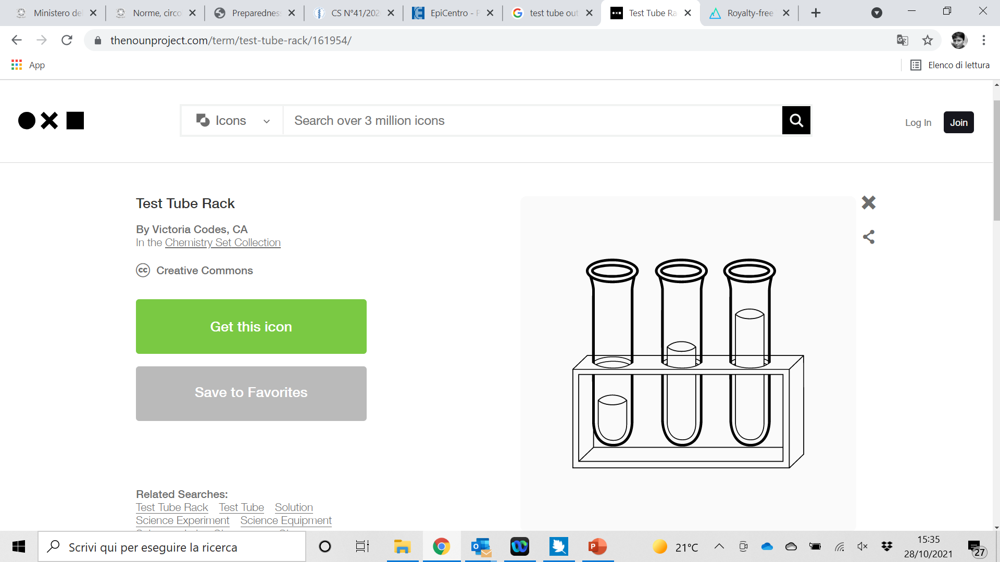 Ministero de
Norme, circo
Preparednes
CS N°41/202
EpiCentro - P
test tube out
Test Tube Ra
Royalty-free
thenounproject.com/term/test-tube-rack/161954/
App
Elenco di lettura
Icons
Search over 3 million icons
Log In
Join
Test Tube Rack
By Victoria Codes, CA
In the Chemistry Set Collection
cc Creative Commons
Get this icon
Save to Favorites
Related Searches:
Test Tube Rack Test Tube Solution
Science Experiment Science Equipment
Scrivi qui per eseguire la ricerca
21°C
15:35
28/10/2021
27